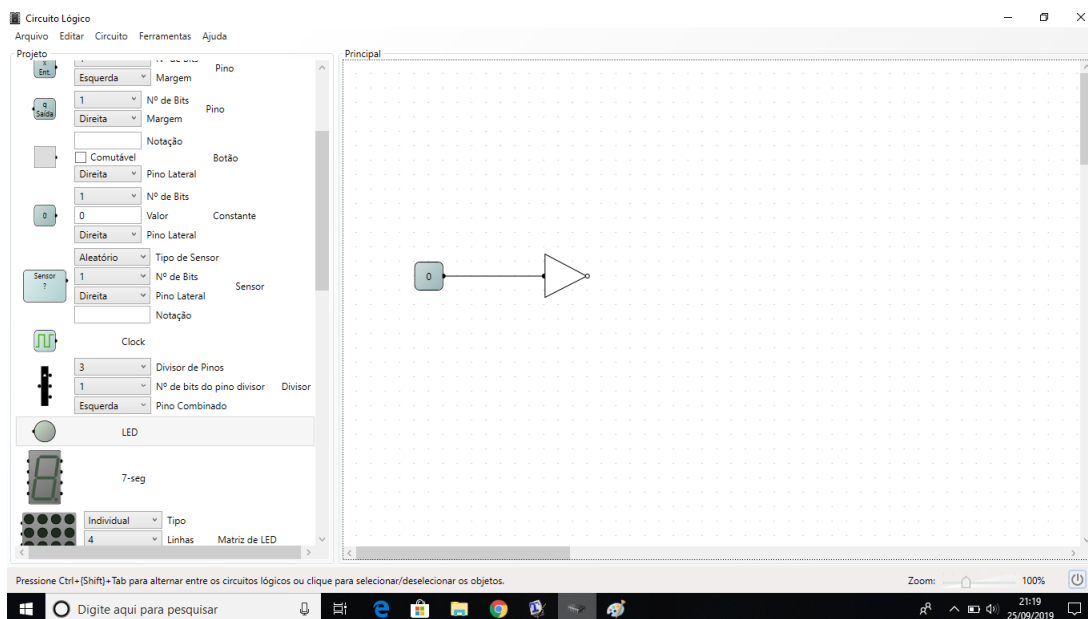 Circuito Lógico
Arquivo Editar Circuito Ferramentas Ajuda
Projeto
Principal
x
Ent.
Pino
Esquerda Margem
q
Saída
1 Nº de Bits
Pino
Direita Margem
Notação
Comutável Botão
Direita Pino Lateral
1 Nº de Bits
0 0 Valor Constante
Direita Pino Lateral
Aleatório Tipo de Sensor
Sensor
?
1 Nº de Bits
Sensor
Direita Pino Lateral
Notação
Clock
3 Divisor de Pinos
1 Nº de bits do pino divisor Divisor
Esquerda Pino Combinado
LED
7-seg
Individual Tipo
4 Linhas Matriz de LED
0
Pressione Ctrl+(Shift)+Tab para alternar entre os circuitos lógicos ou clique para selecionar/deselecionar os objetos.
Zoom: 100%
Digite aqui para pesquisar
21:19
25/09/2019